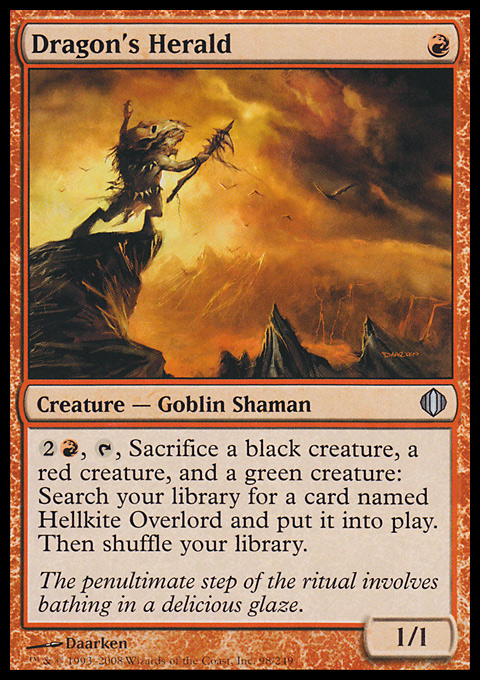 Dragon's Herald
DAARKEN
Creature — Goblin Shaman
2, , Sacrifice a black creature, a
red creature, and a green creature:
Search your library for a card named
Hellkite Overlord and put it into play.
Then shuffle your library.
The penultimate step of the ritual involves
bathing in a delicious glaze.
Daarken
1/1
™ & © 1993–2008 Wizards of the Coast, Inc. 98/249